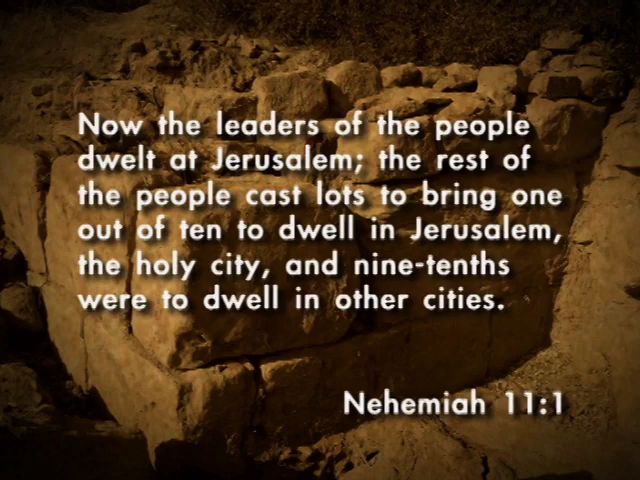 Now the leaders of the people
dwelt at Jerusalem; the rest of
the people cast lots to bring one
out of ten to dwell in Jerusalem,
the holy city, and nine-tenths
were to dwell in other cities.
Nehemiah 11:1